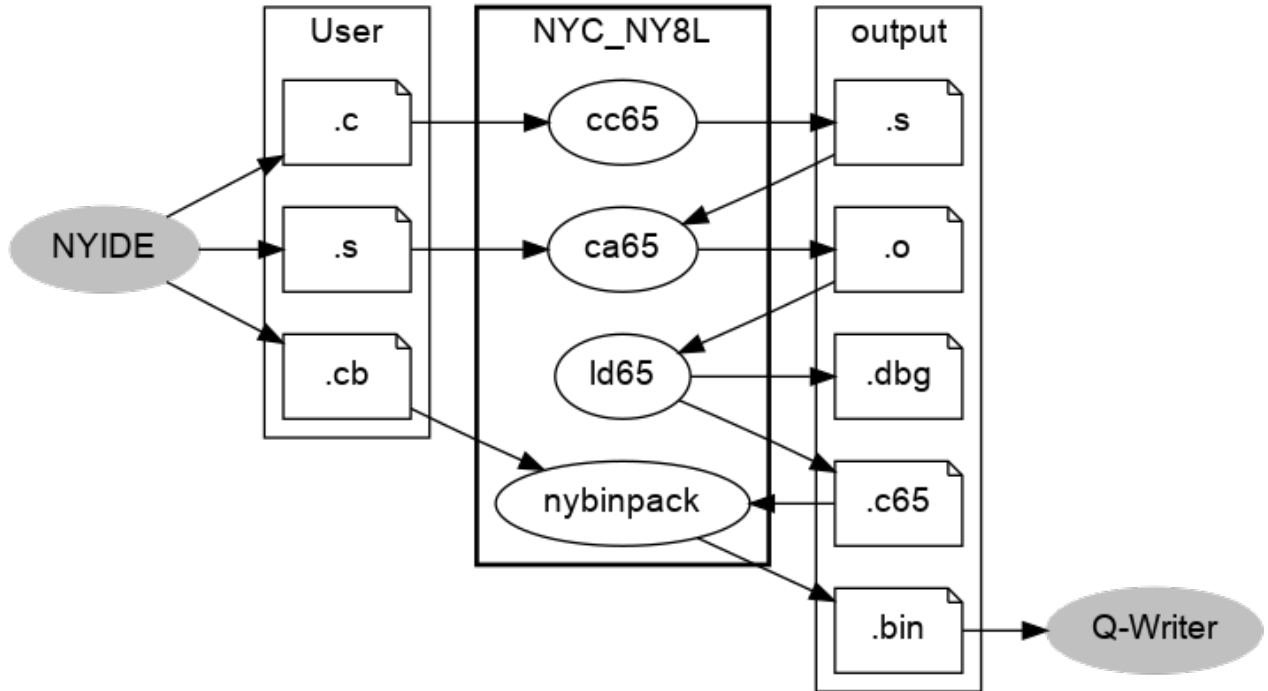 User
NYC_NY8L
output
.c
cc65
.s
NYIDE
.s
ca65
.o
.cb
ld65
.dbg
nybinpack
.c65
.bin
Q-Writer